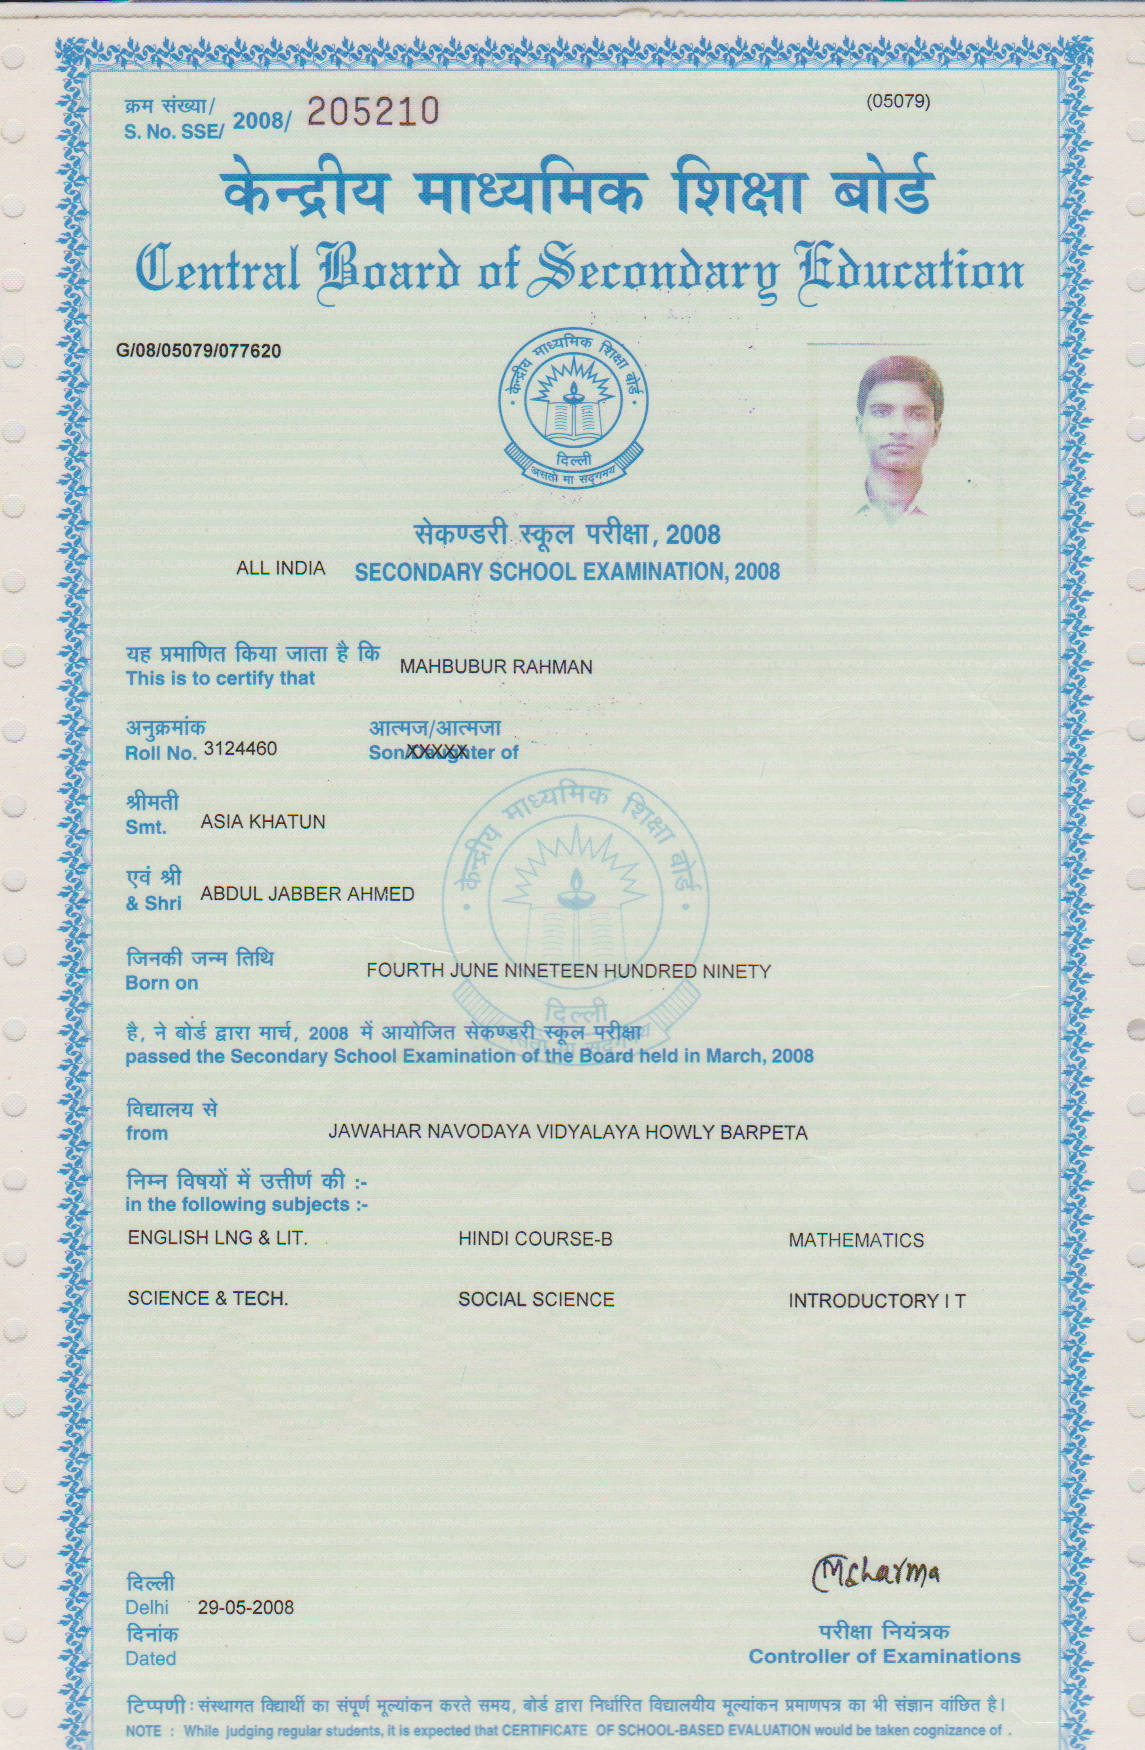 क्रम संख्या/
S. No. SSE/ 2008/ 205210
(05079)
केन्द्रीय माध्यमिक शिक्षा बोर्ड
Central Board of Secondary Education
G/08/05079/077620
केन्द्रीय माध्यमिक शिक्षा बोर्ड
दिल्ली
असतो मा सद्गमय
सेकण्डरी स्कूल परीक्षा, 2008
ALL INDIA SECONDARY SCHOOL EXAMINATION, 2008
यह प्रमाणित किया जाता है कि
This is to certify that MAHBUBUR RAHMAN
अनुक्रमांक आत्मज/आत्मजा
Roll No. 3124460 Son/Daughter of
श्रीमती
Smt. ASIA KHATUN
एवं श्री
& Shri ABDUL JABBER AHMED
केन्द्रीय माध्यमिक शिक्षा बोर्ड
जिनकी जन्म तिथि
Born on FOURTH JUNE NINETEEN HUNDRED NINETY
दिल्ली
है, ने बोर्ड द्वारा मार्च, 2008 में आयोजित सेकण्डरी स्कूल परीक्षा
passed the Secondary School Examination of the Board held in March, 2008
विद्यालय से
from JAWAHAR NAVODAYA VIDYALAYA HOWLY BARPETA
निम्न विषयों में उत्तीर्ण की :-
in the following subjects :-
ENGLISH LNG & LIT. HINDI COURSE-B MATHEMATICS
SCIENCE & TECH. SOCIAL SCIENCE INTRODUCTORY I T
MSharma
दिल्ली
Delhi 29-05-2008
दिनांक
Dated
परीक्षा नियंत्रक
Controller of Examinations
टिप्पणी : संस्थागत विद्यार्थी का संपूर्ण मूल्यांकन करते समय, बोर्ड द्वारा निर्धारित विद्यालयीय मूल्यांकन प्रमाणपत्र का भी संज्ञान वांछित है।
NOTE : While judging regular students, it is expected that CERTIFICATE OF SCHOOL-BASED EVALUATION would be taken cognizance of .